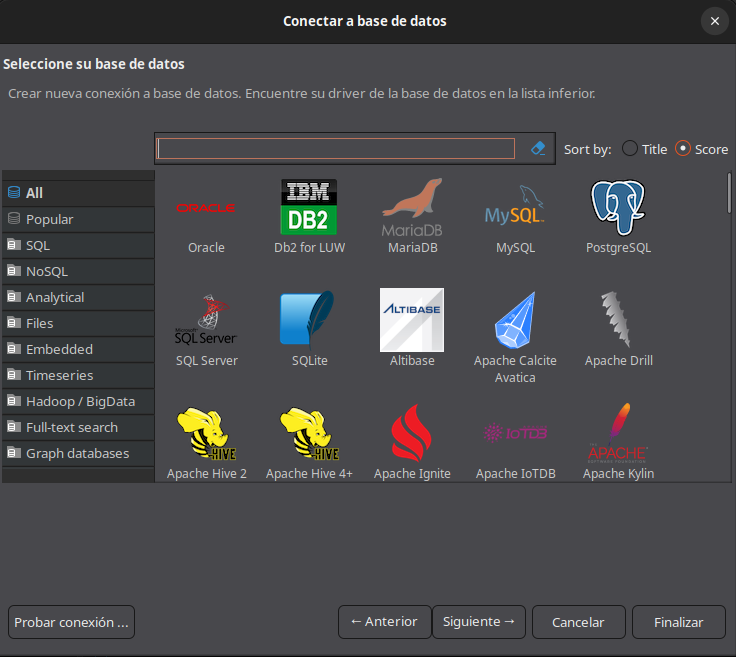 Conectar a base de datos
Seleccione su base de datos
Crear nueva conexión a base de datos. Encuentre su driver de la base de datos en la lista inferior.
Sort by: Title Score
All
Popular
SQL
NoSQL
Analytical
Files
Embedded
Timeseries
Hadoop / BigData
Full-text search
Graph databases
ORACLE
IBM
DB2
MariaDB
MySQL
Oracle
Db2 for LUW
MariaDB
MySQL
PostgreSQL
Microsoft
SQL Server
ALTIBASE
SQL Server
SQLite
Altibase
Apache Calcite
Avatica
Apache Drill
HIVE
HIVE
IoTDB
THE
APACHE
SOFTWARE FOUNDATION
Apache Hive 2
Apache Hive 4+
Apache Ignite
Apache IoTDB
Apache Kylin
Probar conexión ...
← Anterior
Siguiente →
Cancelar
Finalizar